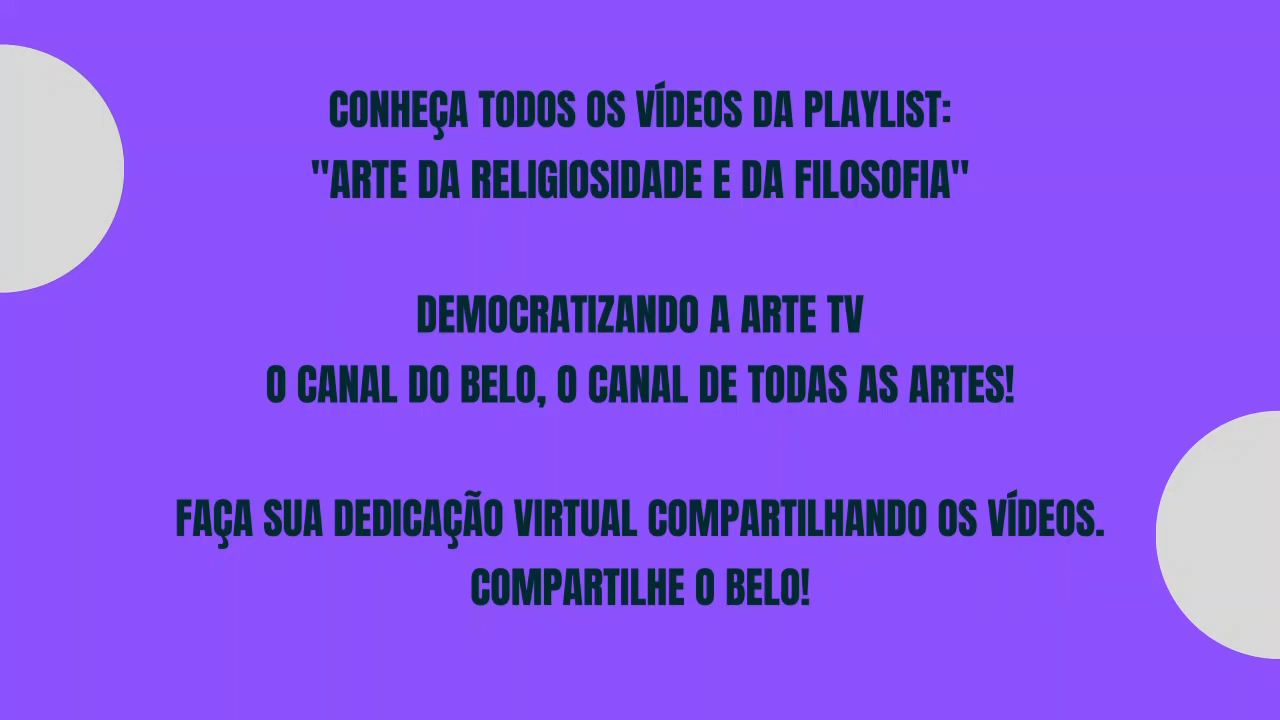 CONHEÇA TODOS OS VÍDEOS DA PLAYLIST:
"ARTE DA RELIGIOSIDADE E DA FILOSOFIA"
DEMOCRATIZANDO A ARTE TV
O CANAL DO BELO, O CANAL DE TODAS AS ARTES!
FAÇA SUA DEDICAÇÃO VIRTUAL COMPARTILHANDO OS VÍDEOS.
COMPARTILHE O BELO!